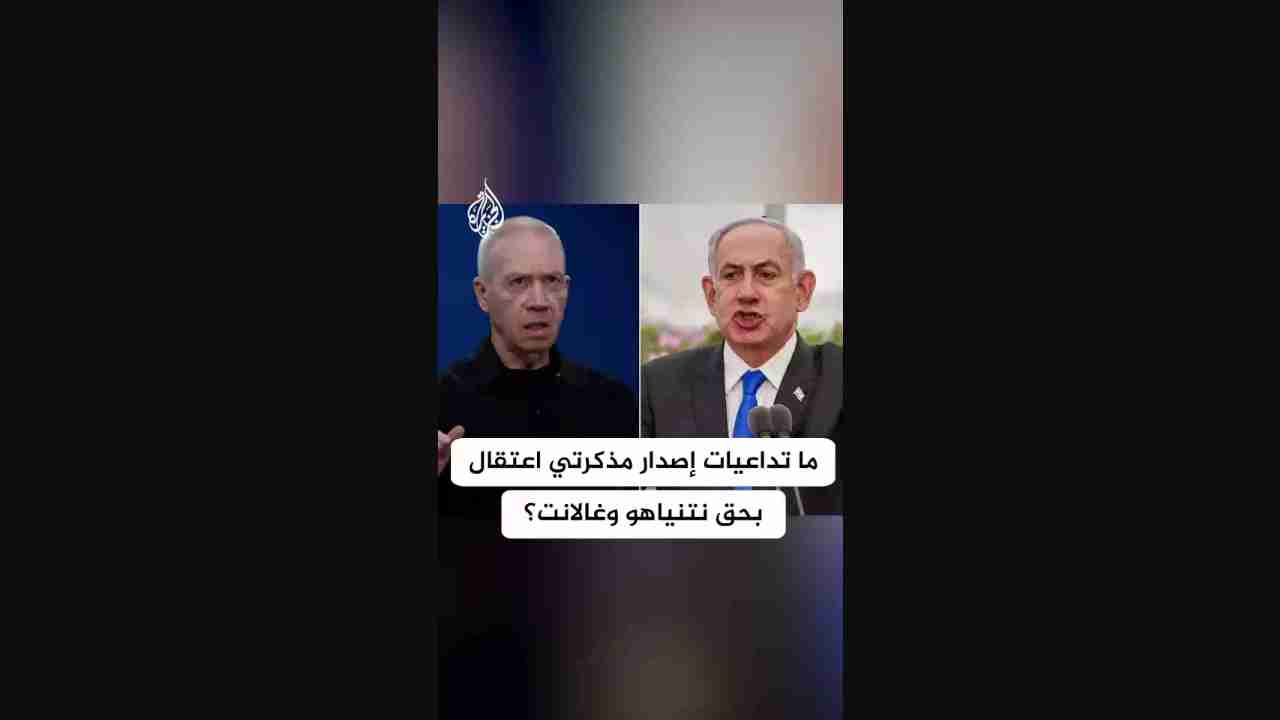 ما تداعيات إصدار مذكرتي اعتقال
بحق نتنياهو وغالانت؟